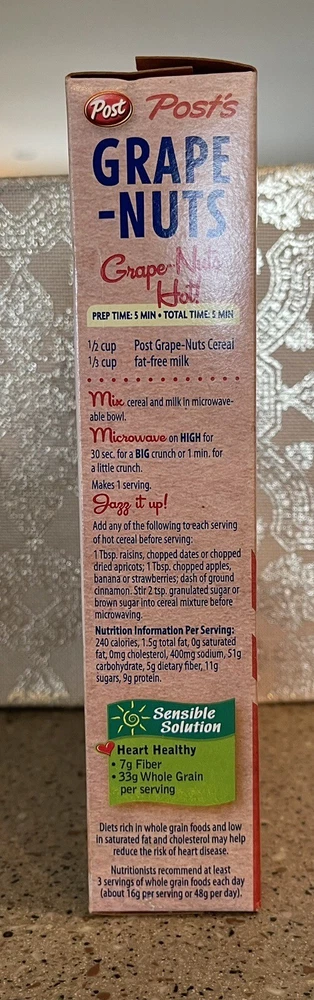 Post Post's
GRAPE
-NUTS
Grape-Nuts
Hot!
PREP TIME: 5 MIN • TOTAL TIME: 5 MIN
1/2 cup Post Grape-Nuts Cereal
1/3 cup fat-free milk
Mix cereal and milk in microwave-
able bowl.
Microwave on HIGH for
30 sec. for a BIG crunch or 1 min. for
a little crunch.
Makes 1 serving.
Jazz it up!
Add any of the following to each serving
of hot cereal before serving:
1 Tbsp. raisins, chopped dates or chopped
dried apricots; 1 Tbsp. chopped apples,
banana or strawberries; dash of ground
cinnamon. Stir 2 tsp. granulated sugar or
brown sugar into cereal mixture before
microwaving.
Nutrition Information Per Serving:
240 calories, 1.5g total fat, 0g saturated
fat, 0mg cholesterol, 400mg sodium, 51g
carbohydrate, 5g dietary fiber, 11g
sugars, 9g protein.
Sensible
Solution
Heart Healthy
• 7g Fiber
• 33g Whole Grain
per serving
Diets rich in whole grain foods and low
in saturated fat and cholesterol may help
reduce the risk of heart disease.
Nutritionists recommend at least
3 servings of whole grain foods each day
(about 16g per serving or 48g per day).